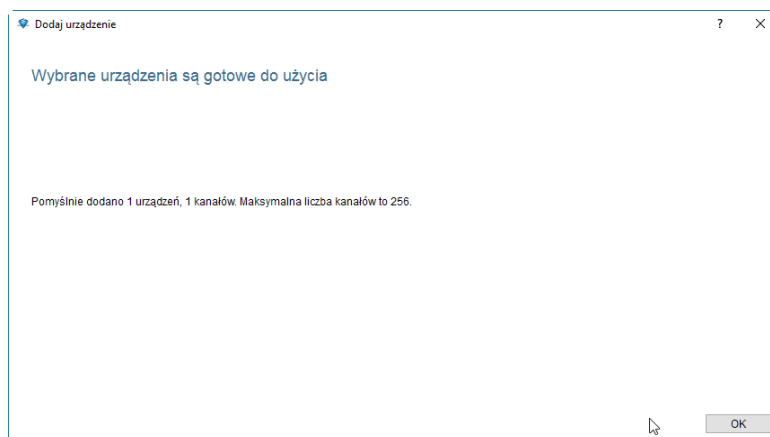 Dodaj urządzenie
?
Wybrane urządzenia są gotowe do użycia
Pomyślnie dodano 1 urządzeń, 1 kanałów. Maksymalna liczba kanałów to 256.
OK